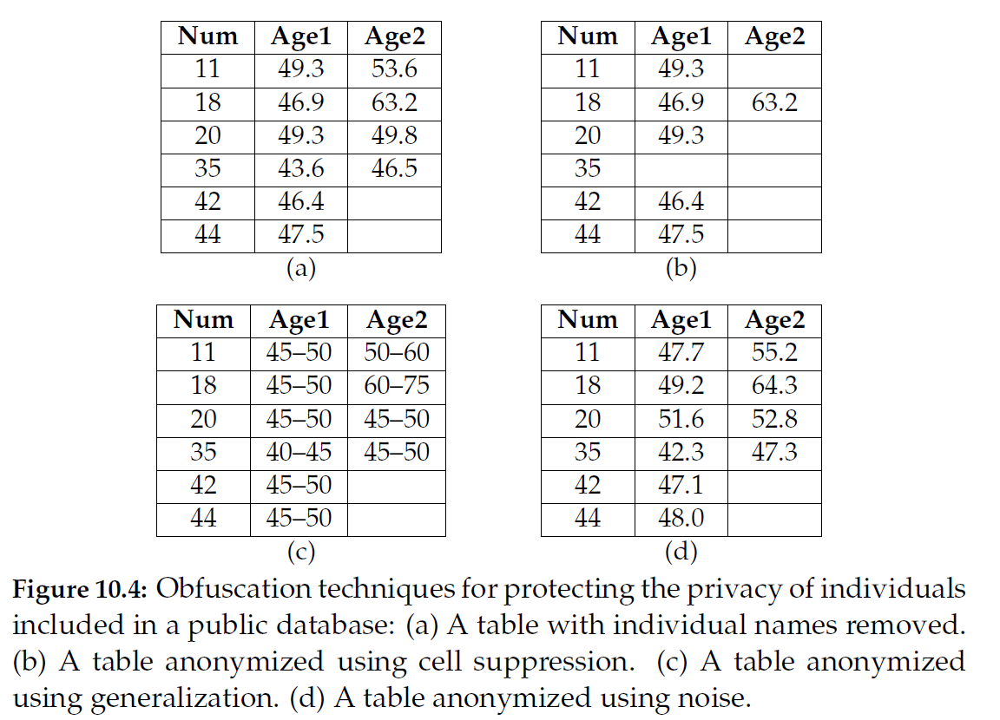 Num Age1 Age2
11 49.3 53.6
18 46.9 63.2
20 49.3 49.8
35 43.6 46.5
42 46.4
44 47.5
(a)
Num Age1 Age2
11 49.3
18 46.9 63.2
20 49.3
35
42 46.4
44 47.5
(b)
Num Age1 Age2
11 45–50 50–60
18 45–50 60–75
20 45–50 45–50
35 40–45 45–50
42 45–50
44 45–50
(c)
Num Age1 Age2
11 47.7 55.2
18 49.2 64.3
20 51.6 52.8
35 42.3 47.3
42 47.1
44 48.0
(d)
Figure 10.4: Obfuscation techniques for protecting the privacy of individuals
included in a public database: (a) A table with individual names removed.
(b) A table anonymized using cell suppression. (c) A table anonymized
using generalization. (d) A table anonymized using noise.